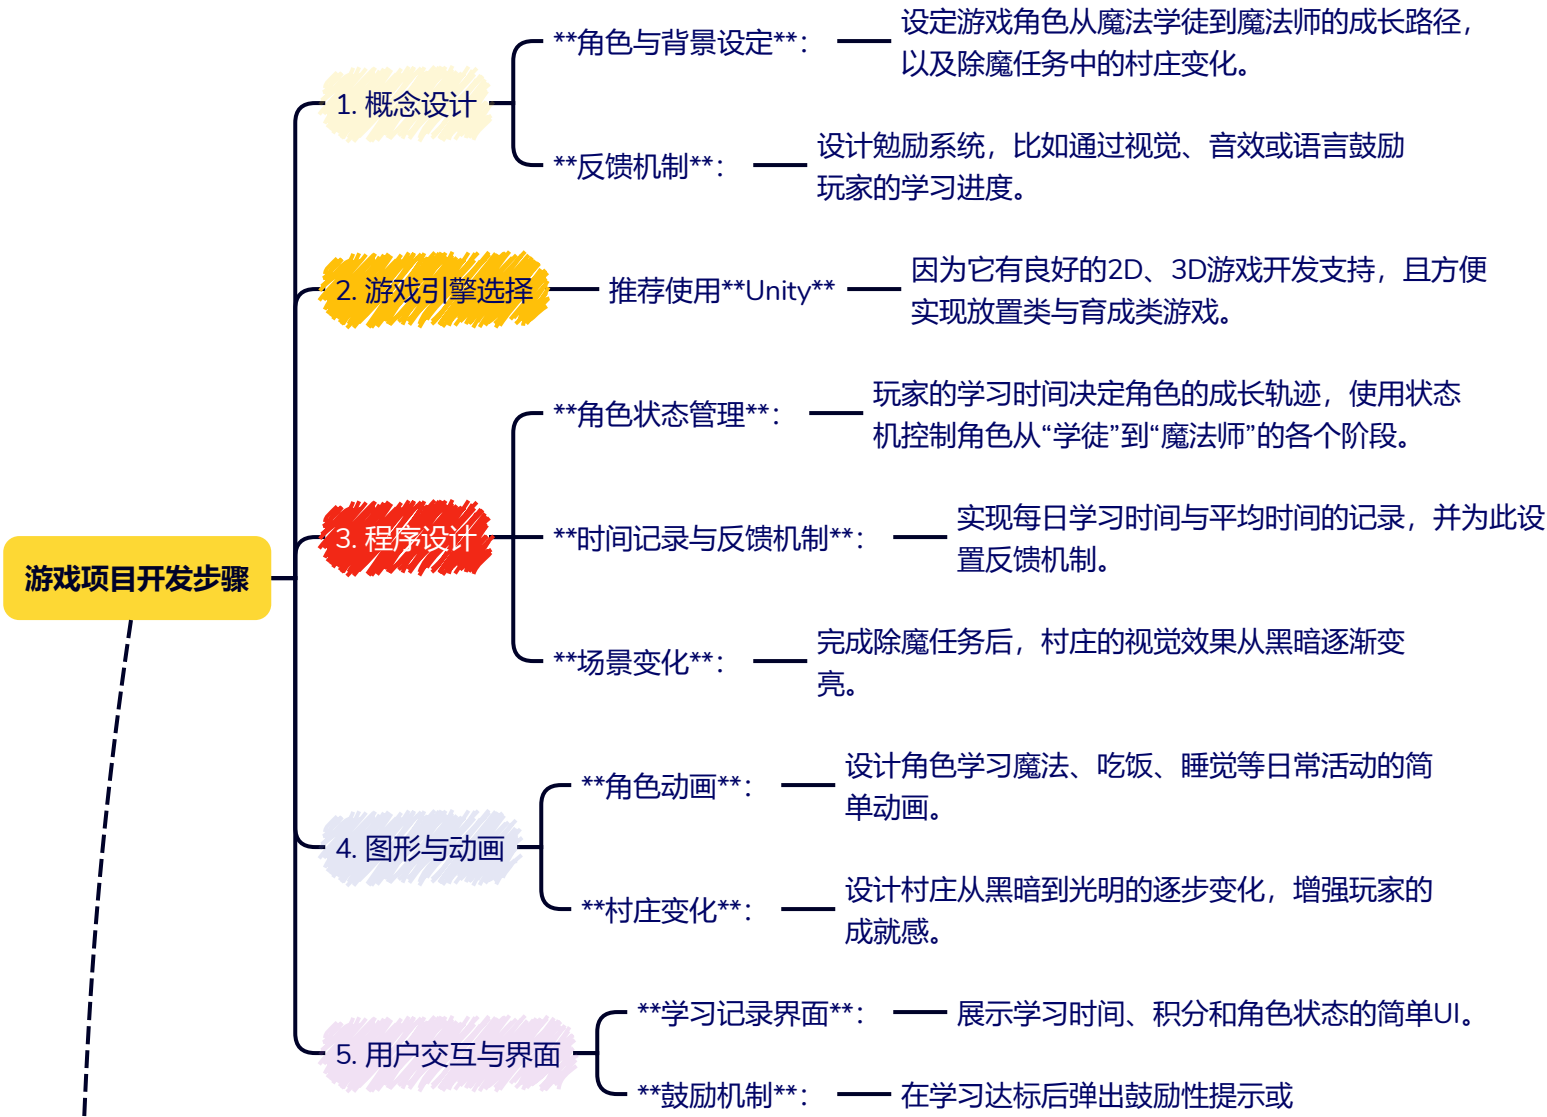 游戏项目开发步骤
1. 概念设计
**角色与背景设定**：
设定游戏角色从魔法学徒到魔法师的成长路径，
以及除魔任务中的村庄变化。
**反馈机制**：
设计勉励系统，比如通过视觉、音效或语言鼓励
玩家的学习进度。
2. 游戏引擎选择
推荐使用**Unity**
因为它有良好的2D、3D游戏开发支持，且方便
实现放置类与育成类游戏。
3. 程序设计
**角色状态管理**：
玩家的学习时间决定角色的成长轨迹，使用状态
机控制角色从“学徒”到“魔法师”的各个阶段。
**时间记录与反馈机制**：
实现每日学习时间与平均时间的记录，并为此设
置反馈机制。
**场景变化**：
完成除魔任务后，村庄的视觉效果从黑暗逐渐变
亮。
4. 图形与动画
**角色动画**：
设计角色学习魔法、吃饭、睡觉等日常活动的简
单动画。
**村庄变化**：
设计村庄从黑暗到光明的逐步变化，增强玩家的
成就感。
5. 用户交互与界面
**学习记录界面**：
展示学习时间、积分和角色状态的简单UI。
**鼓励机制**：
在学习达标后弹出鼓励性提示或